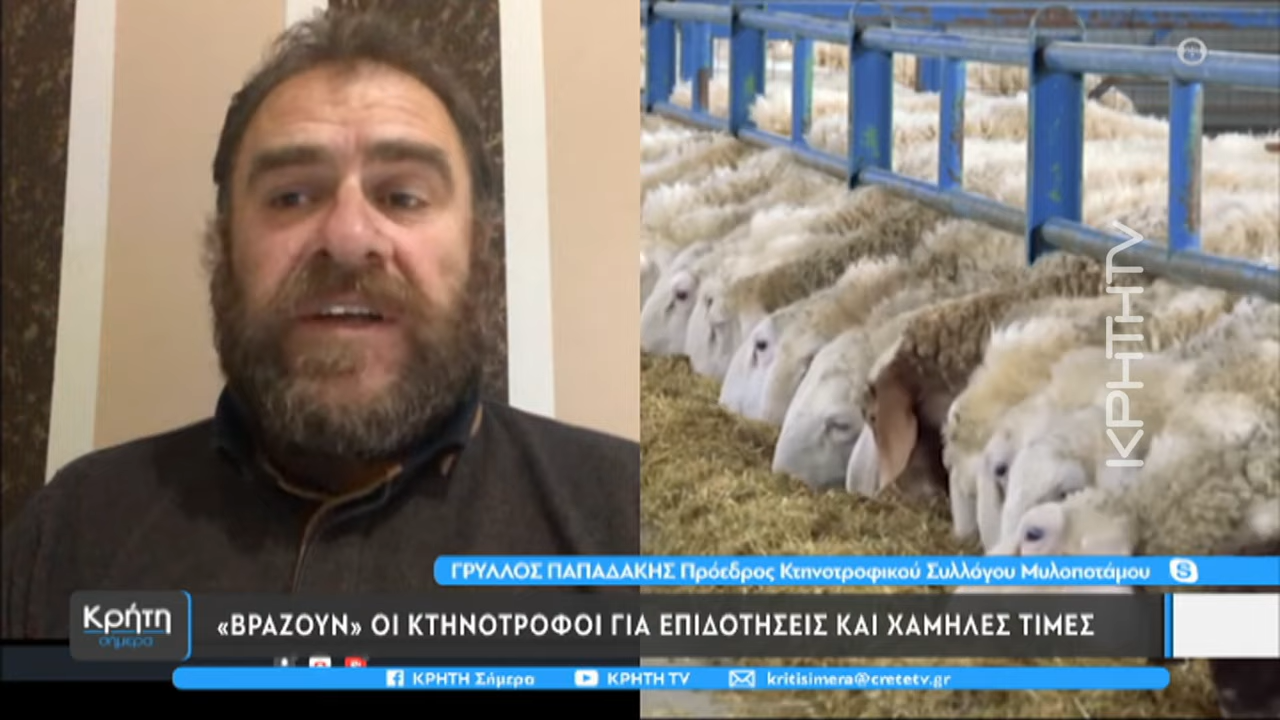 ΚΡΗΤΗ TV
ΓΡΥΛΛΟΣ ΠΑΠΑΔΑΚΗΣ Πρόεδρος Κτηνοτροφικού Συλλόγου Μυλοποτάμου
Κρήτη
σήμερα
«ΒΡΑΖΟΥΝ» ΟΙ ΚΤΗΝΟΤΡΟΦΟΙ ΓΙΑ ΕΠΙΔΟΤΗΣΕΙΣ ΚΑΙ ΧΑΜΗΛΕΣ ΤΙΜΕΣ
ΚΡΗΤΗ Σήμερα ΚΡΗΤΗ TV kritisimera@cretetv.gr